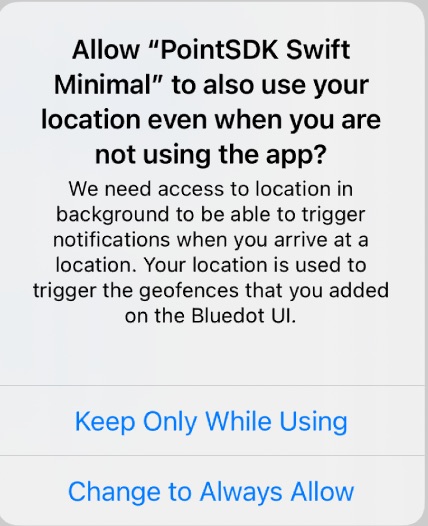 Allow “PointSDK Swift
Minimal” to also use your
location even when you are
not using the app?
We need access to location in
background to be able to trigger
notifications when you arrive at a
location. Your location is used to
trigger the geofences that you added
on the Bluedot UI.
Keep Only While Using
Change to Always Allow